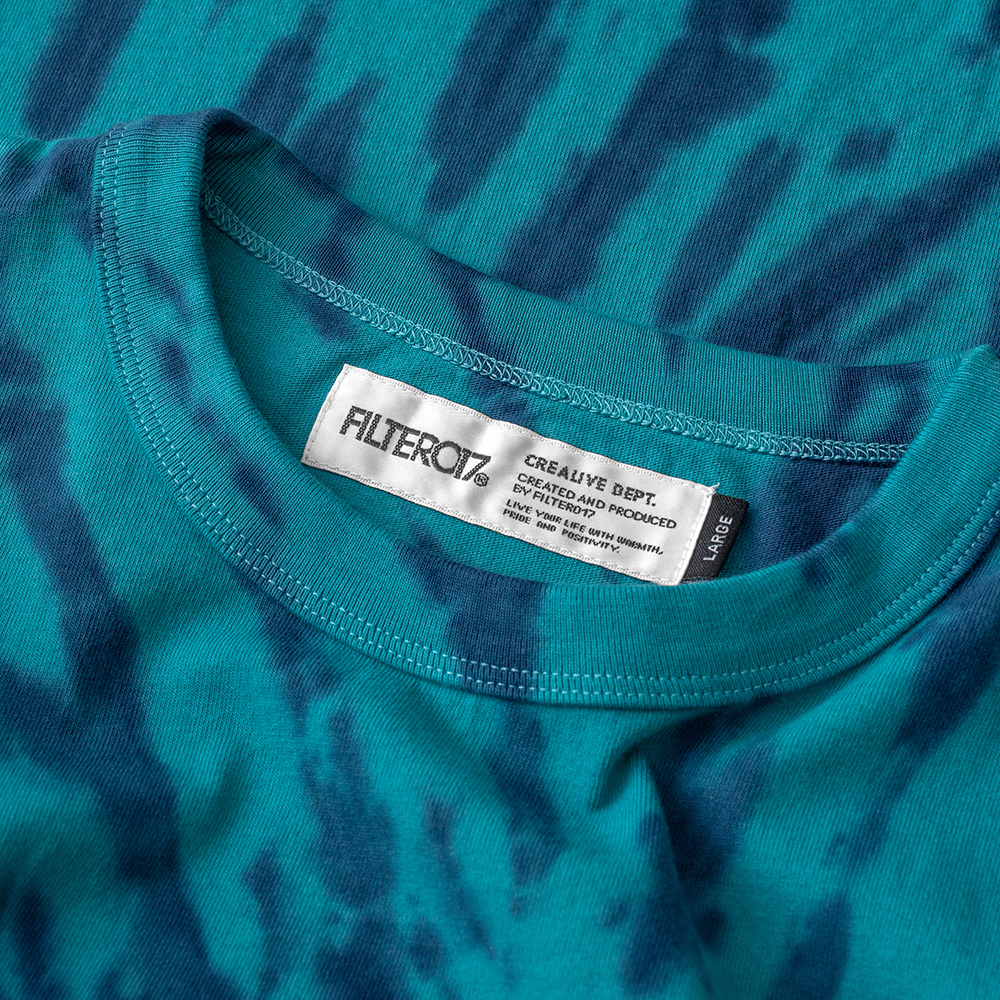 FILTER017®
CREALIVE DEPT.
CREATED AND PRODUCED
BY FILTER017
LIVE YOUR LIFE WITH WARMTH,
PRIDE AND POSITIVITY.
LARGE